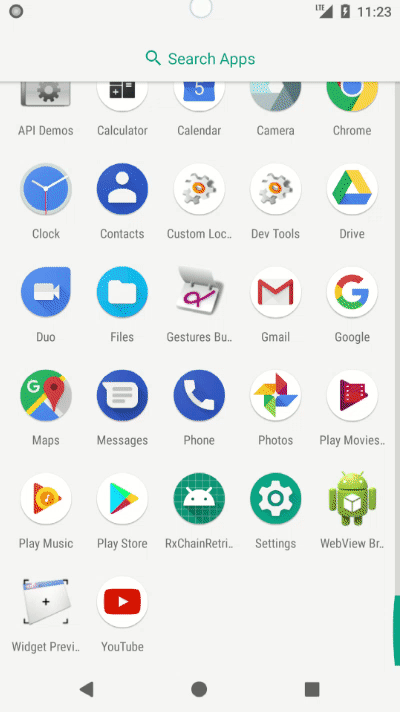 LTE 11:23
Search Apps
5
API Demos Calculator Calendar Camera Chrome
Clock Contacts Custom Loc.. Dev Tools Drive
Duo Files Gestures Bu.. Gmail Google
G
Maps Messages Phone Photos Play Movies..
Play Music Play Store RxChainRetri.. Settings WebView Br..
Widget Previ.. YouTube